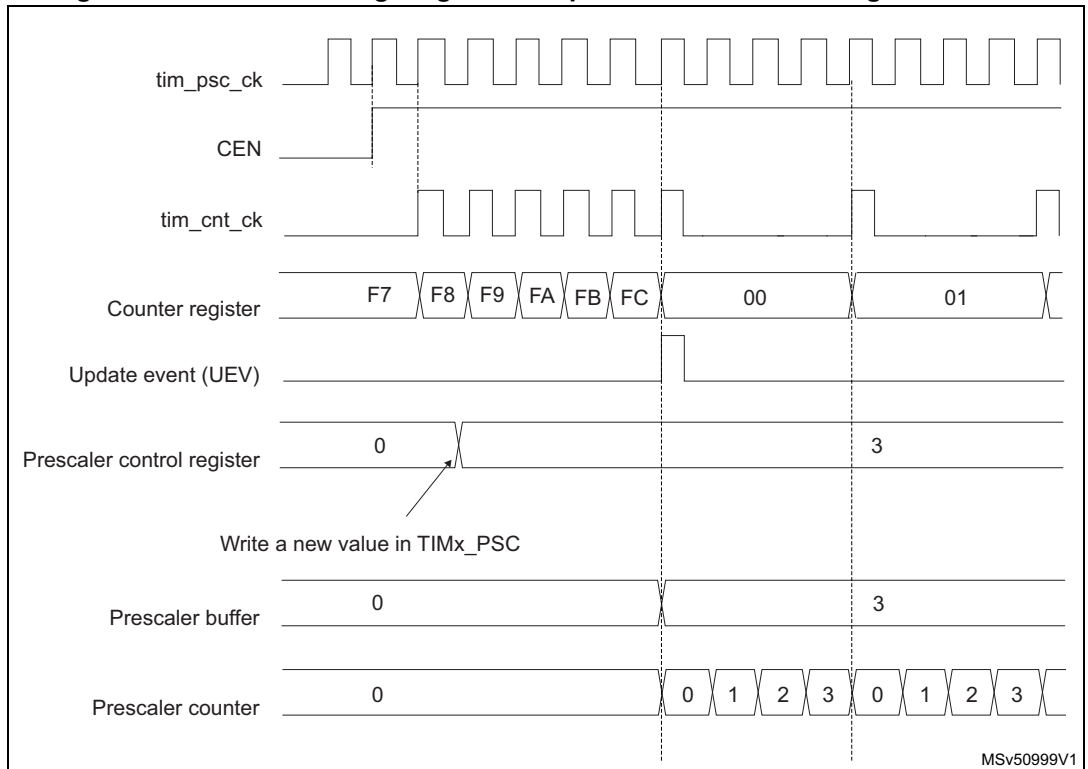 tim_psc_ck
CEN
tim_cnt_ck
Counter register F7 F8 F9 FA FB FC 00 01
Update event (UEV)
Prescaler control register 0 3
Write a new value in TIMx_PSC
Prescaler buffer 0 3
Prescaler counter 0 0 1 2 3 0 1 2 3
MSv50999V1